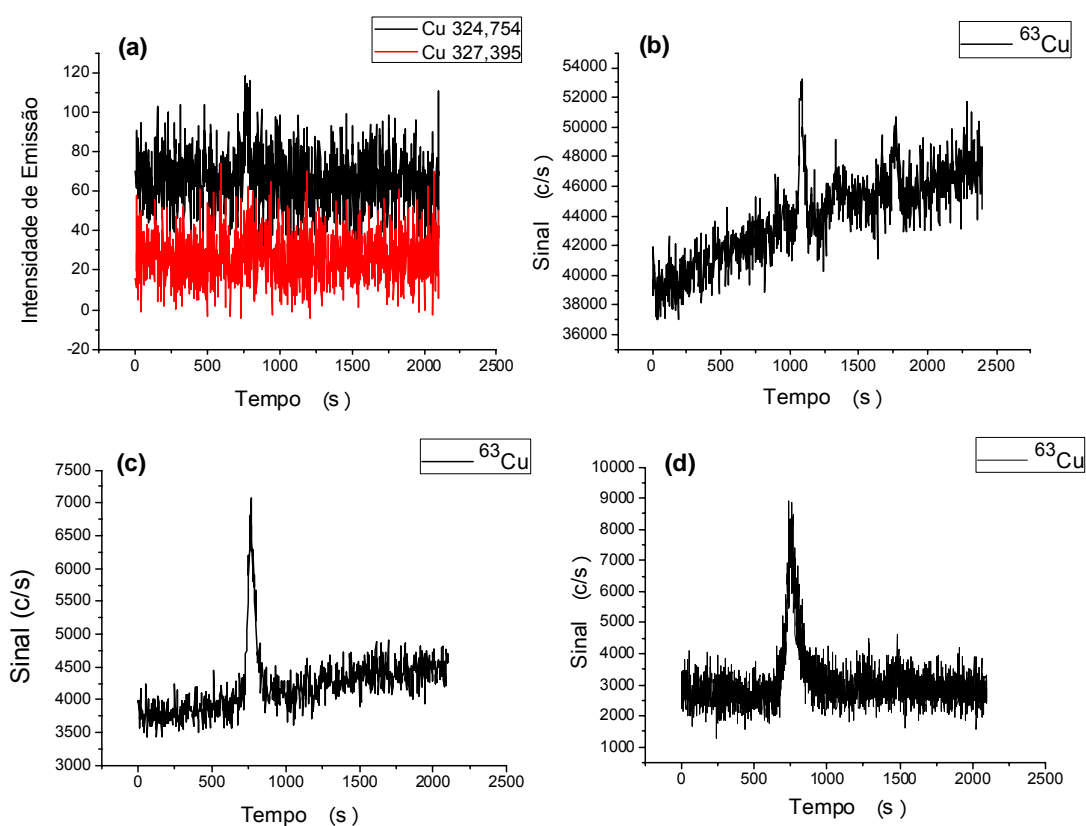 (a)
Cu 324,754
Cu 327,395
Intensidade de Emissão
120
100
80
60
40
20
0
-20
0 500 1000 1500 2000 2500
Tempo (s)
(b)
⁶³Cu
Sinal (c/s)
54000
52000
50000
48000
46000
44000
42000
40000
38000
36000
0 500 1000 1500 2000 2500
Tempo (s)
(c)
⁶³Cu
Sinal (c/s)
7500
7000
6500
6000
5500
5000
4500
4000
3500
3000
0 500 1000 1500 2000 2500
Tempo (s)
(d)
⁶³Cu
Sinal (c/s)
10000
9000
8000
7000
6000
5000
4000
3000
2000
1000
0 500 1000 1500 2000 2500
Tempo (s)